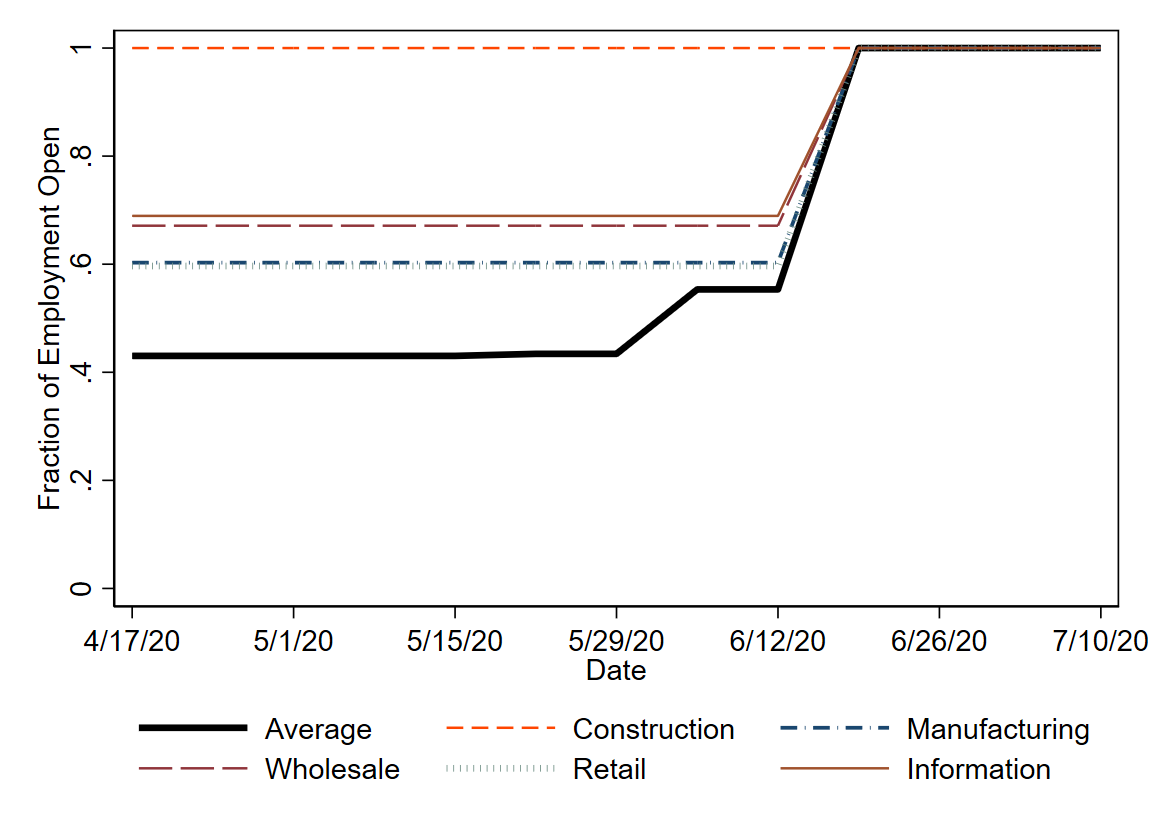 Fraction of Employment Open
1
.8
.6
.4
.2
0
4/17/20 5/1/20 5/15/20 5/29/20 6/12/20 6/26/20 7/10/20
Date
Average Construction Manufacturing
Wholesale Retail Information